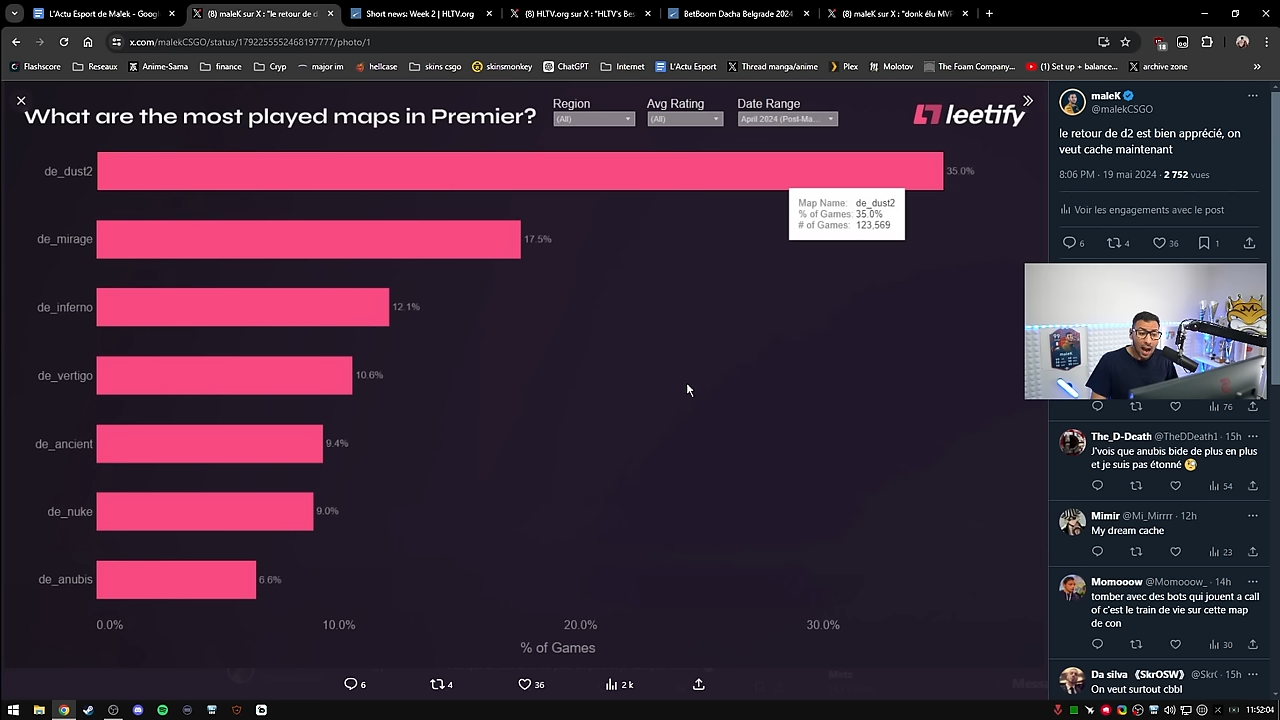 L'Actu Esport de Malek - Googl
(8) maleK sur X : "le retour de d
Short news: Week 2 | HLTV.org
HLTV.org sur X : "HLTV's Bes
BetBoom Dacha Belgrade 2024
(8) maleK sur X : "donk élu MVP
x.com/malekCSGO/status/1792255552468197777/photo/1
18
Flashscore
Reseaux
Anime-Sama
finance
Cryp
major im
hellcase
skins csgo
skinsmonkey
ChatGPT
Internet
L'Actu Esport
Thread manga/anime
Plex
Molotov
The Foam Company...
(1) Set up + balance...
archive zone
What are the most played maps in Premier?
Region
(All)
Avg Rating
(All)
Date Range
April 2024 (Post-Ma...
leetify
de_dust2
35.0%
Map Name: de_dust2
% of Games: 35.0%
# of Games: 123,569
de_mirage
17.5%
de_inferno
12.1%
de_vertigo
10.6%
de_ancient
9.4%
de_nuke
9.0%
de_anubis
6.6%
0.0%
10.0%
20.0%
30.0%
% of Games
6
4
36
2 k
maleK
@malekCSGO
le retour de d2 est bien apprécié, on
veut cache maintenant
8:06 PM · 19 mai 2024 · 2 752 vues
Voir les engagements avec le post
6
4
36
1
99
maleK
76
The_D-Death @TheDDeath1 · 15h
J'vois que anubis bide de plus en plus
et je suis pas étonné
54
Mimir @Mi_Mirrrr · 12h
My dream cache
23
Momooow @Momooow_ · 14h
tomber avec des bots qui jouent a call
of c'est le train de vie sur cette map
de con
30
Da silva 《SkrOSW》 @Skr( · 15h
On veut surtout cbbl
11:52:04